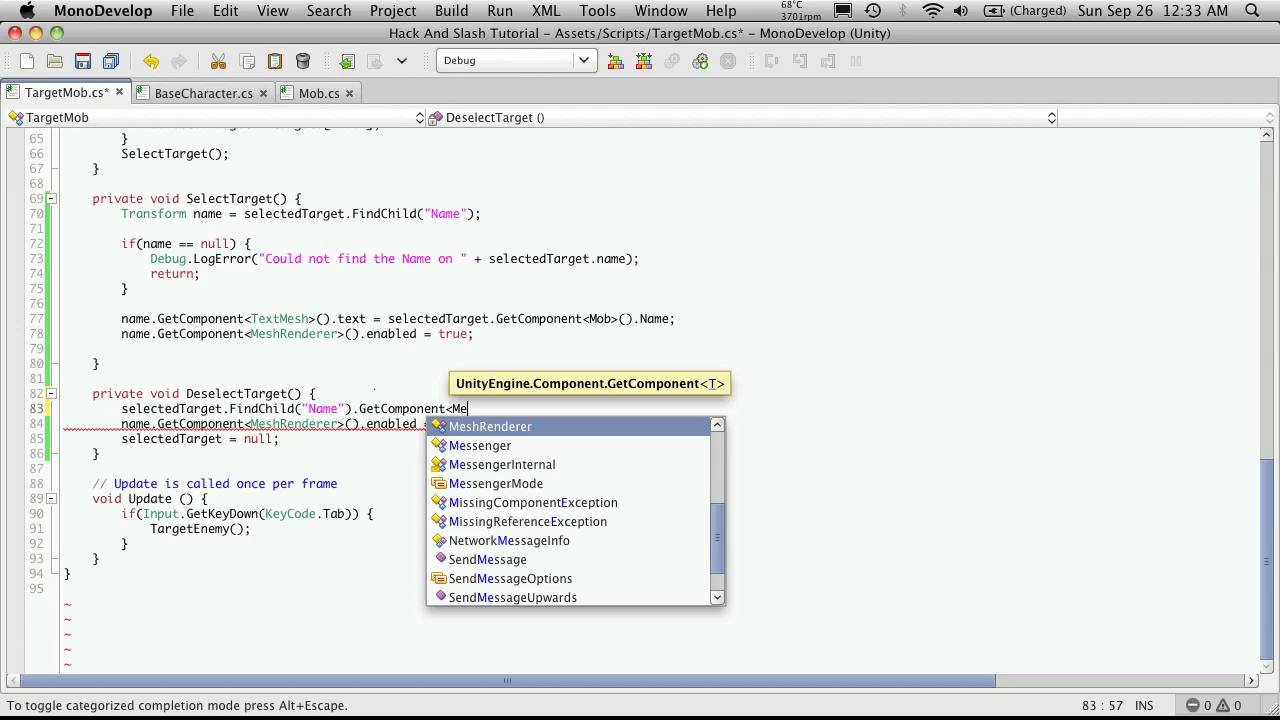 MonoDevelop File Edit View Search Project Build Run XML Tools Window Help 68°C 3701rpm (Charged) Sun Sep 26 12:33 AM
Hack And Slash Tutorial – Assets/Scripts/TargetMob.cs* – MonoDevelop (Unity)
Debug
TargetMob.cs* BaseCharacter.cs Mob.cs
TargetMob DeselectTarget ()
65 }
66 SelectTarget();
67 }
68
69 private void SelectTarget() {
70 Transform name = selectedTarget.FindChild("Name");
71
72 if(name == null) {
73 Debug.LogError("Could not find the Name on " + selectedTarget.name);
74 return;
75 }
76
77 name.GetComponent<TextMesh>().text = selectedTarget.GetComponent<Mob>().Name;
78 name.GetComponent<MeshRenderer>().enabled = true;
79
80 }
81
UnityEngine.Component.GetComponent<T>
82 private void DeselectTarget() {
83 selectedTarget.FindChild("Name").GetComponent<Me
84 name.GetComponent<MeshRenderer>().enabled =
85 selectedTarget = null;
86 }
87
88 // Update is called once per frame
89 void Update () {
90 if(Input.GetKeyDown(KeyCode.Tab)) {
91 TargetEnemy();
92 }
93 }
94 }
95
MeshRenderer
Messenger
MessengerInternal
MessengerMode
MissingComponentException
MissingReferenceException
NetworkMessageInfo
SendMessage
SendMessageOptions
SendMessageUpwards
~
~
~
~
~
To toggle categorized completion mode press Alt+Escape. 83 : 57 INS 0 0